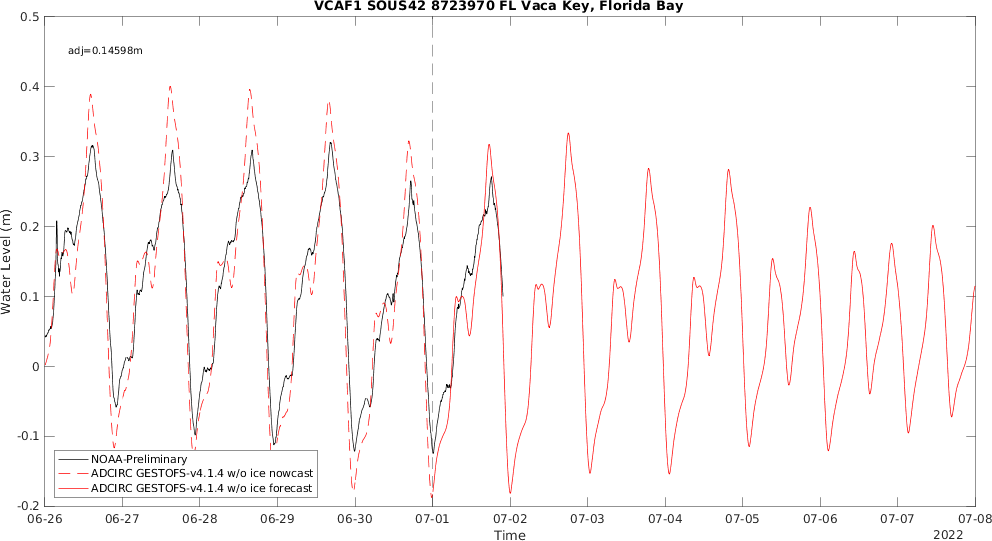 VCAF1 SOUS42 8723970 FL Vaca Key, Florida Bay
adj=0.14598m
Water Level (m)
0.5
0.4
0.3
0.2
0.1
0
-0.1
-0.2
NOAA-Preliminary
ADCIRC GESTOFS-v4.1.4 w/o ice nowcast
ADCIRC GESTOFS-v4.1.4 w/o ice forecast
06-26 06-27 06-28 06-29 06-30 07-01 07-02 07-03 07-04 07-05 07-06 07-07 07-08
Time
2022